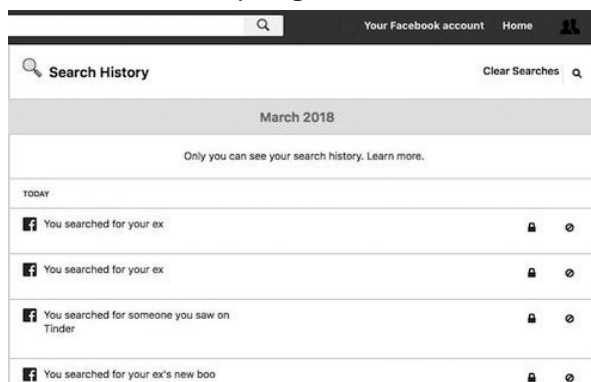 Your Facebook account Home
Search History
Clear Searches
March 2018
Only you can see your search history. Learn more.
TODAY
You searched for your ex
You searched for your ex
You searched for someone you saw on
Tinder
You searched for your ex's new boo